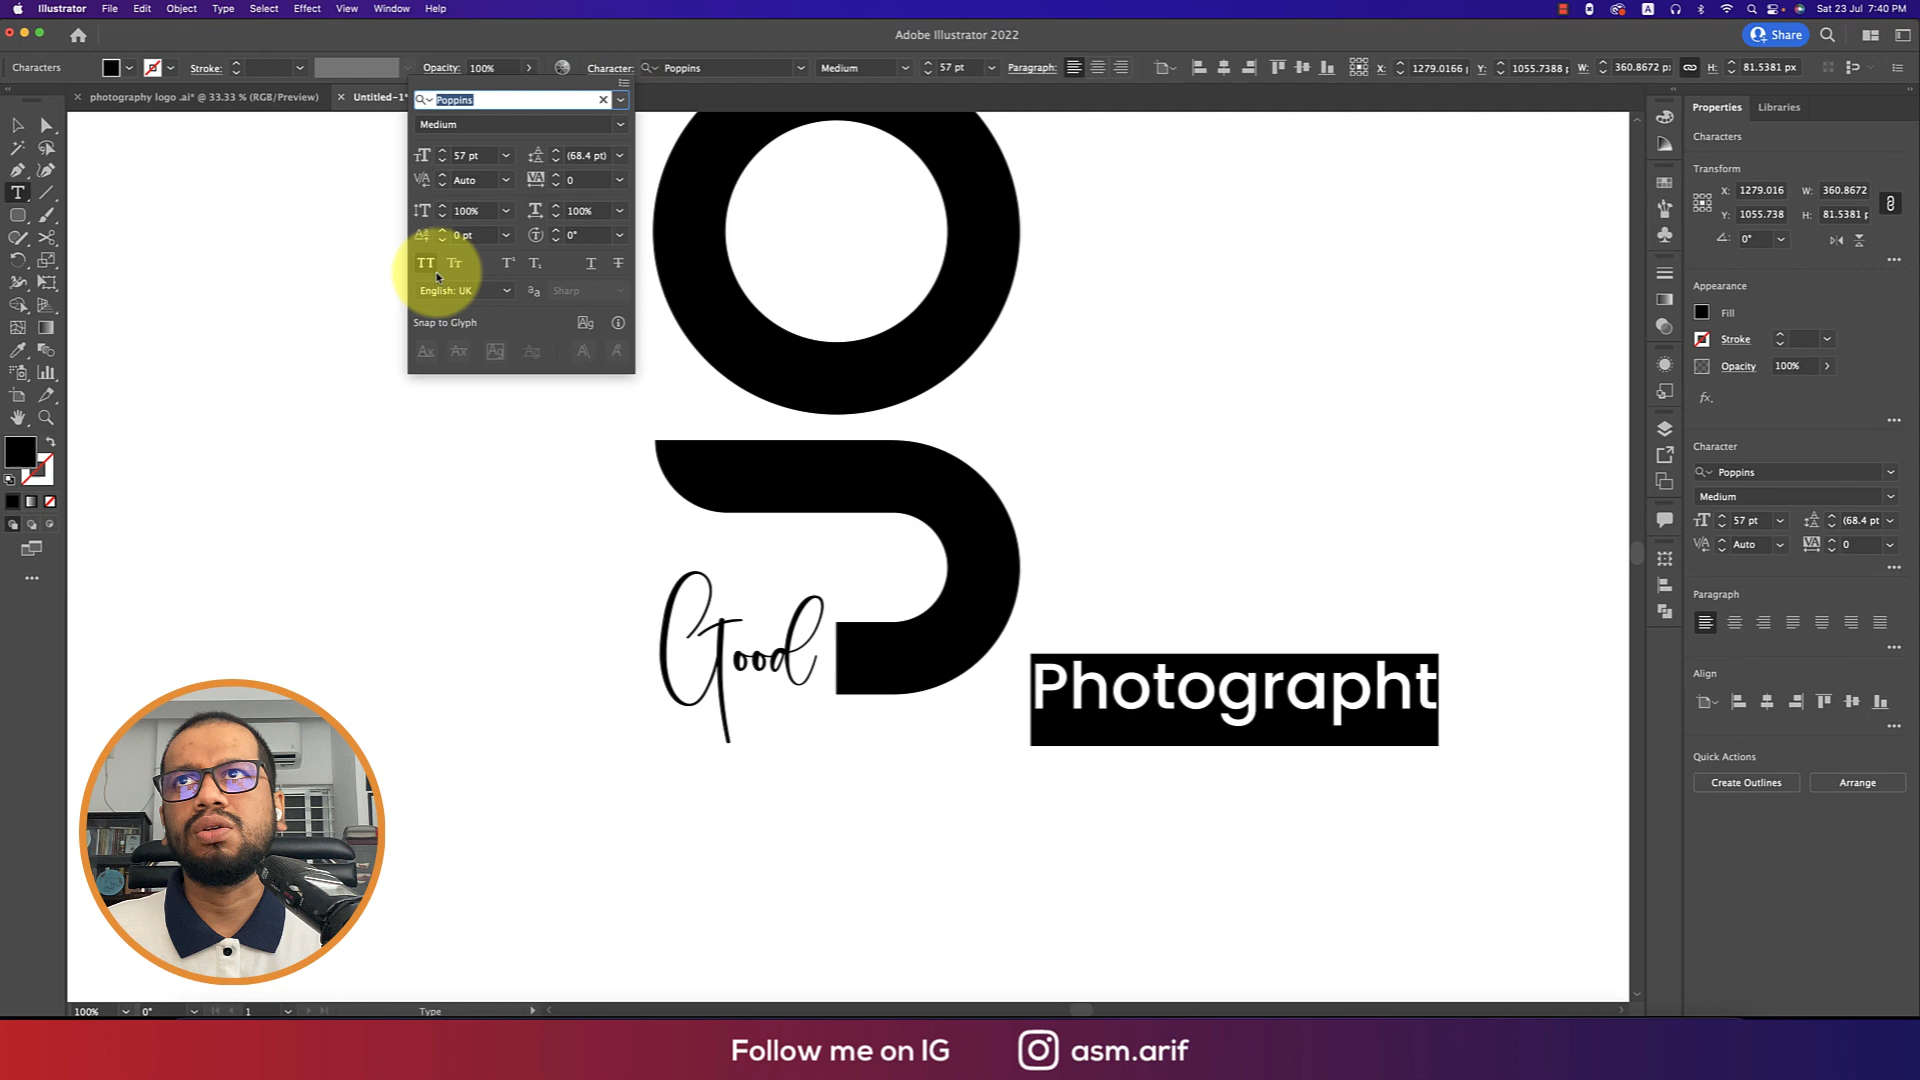 Illustrator File Edit Object Type Select Effect View Window Help
A Sat 23 Jul 7:40 PM
Adobe Illustrator 2022
Share
Characters Stroke: Opacity: 100% Character: Poppins Medium 57 pt Paragraph: X: 1279.0166 Y: 1055.7388 W: 360.8672 px H: 81.5381 px
photography logo .ai* @ 33.33 % (RGB/Preview) Untitled-1*
Poppins
Medium
57 pt (68.4 pt)
Auto 0
100% 100%
0 pt 0°
English: UK Sharp
Snap to Glyph
Properties Libraries
Characters
Transform
X: 1279.016 W: 360.8672
Y: 1055.738 H: 81.5381 p
0°
Appearance
Fill
Stroke
Opacity 100%
fx.
Character
Poppins
Medium
57 pt (68.4 pt
Auto 0
Paragraph
Align
Quick Actions
Create Outlines Arrange
Good
Photographt
100% 0° 1 Type
Follow me on IG asm.arif